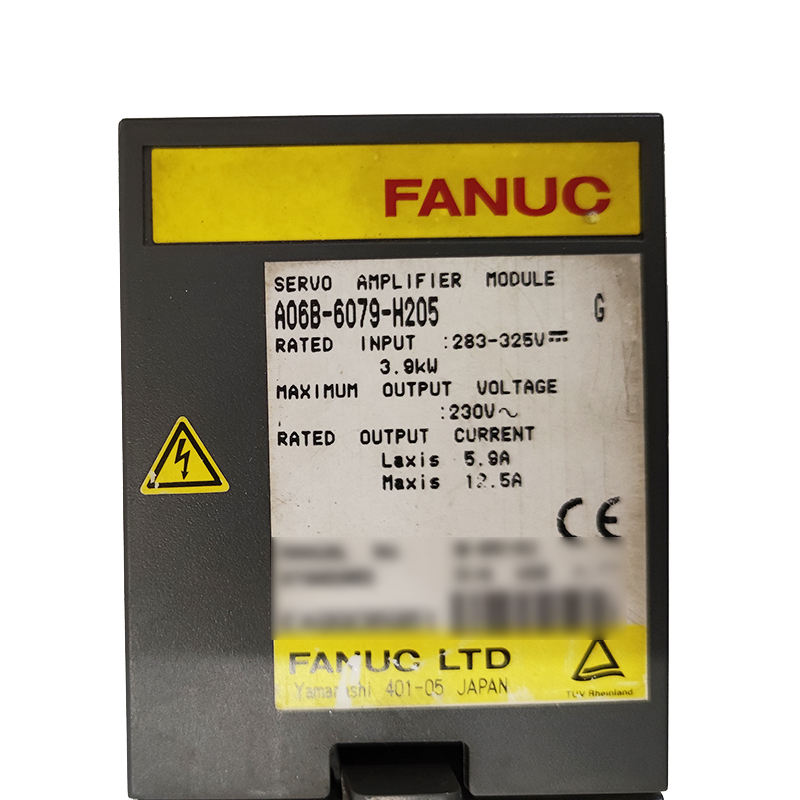 FANUC
SERVO AMPLIFIER MODULE
A06B-6079-H205 G
RATED INPUT :283-325V⎓
3.9kW
MAXIMUM OUTPUT VOLTAGE
:230V~
RATED OUTPUT CURRENT
Laxis 5.9A
Maxis 12.5A
CE
FANUC LTD
Yamanashi 401-05 JAPAN
TÜV Rheinland